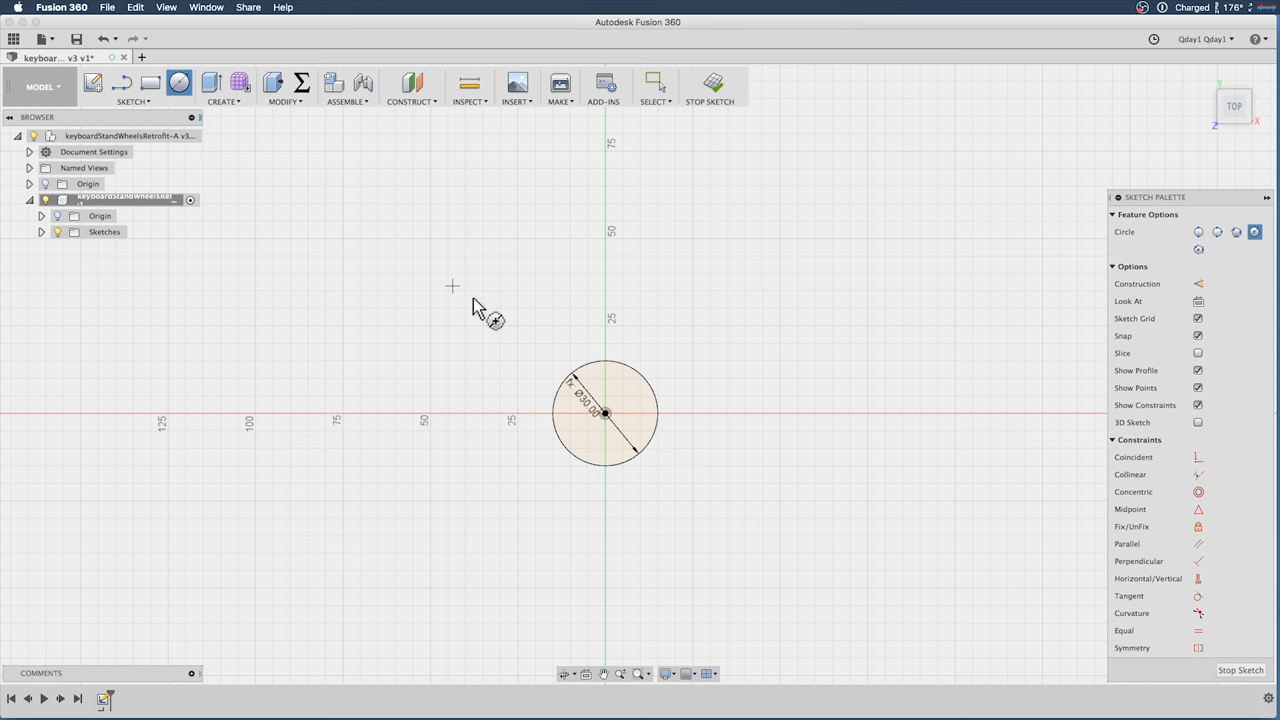 Fusion 360 File Edit View Window Share Help Charged 176°
Autodesk Fusion 360
Qday1 Qday1
keyboar... v3 v1*
MODEL
SKETCH CREATE MODIFY ASSEMBLE CONSTRUCT INSPECT INSERT MAKE ADD-INS SELECT STOP SKETCH
TOP
X
Y
Z
BROWSER
keyboardStandWheelsRetrofit-A v3...
Document Settings
Named Views
Origin
Origin
Sketches
75
50
25
125
100
75
50
25
fx: Ø30.00
SKETCH PALETTE
Feature Options
Circle
Options
Construction
Look At
Sketch Grid
Snap
Slice
Show Profile
Show Points
Show Constraints
3D Sketch
Constraints
Coincident
Collinear
Concentric
Midpoint
Fix/UnFix
Parallel
Perpendicular
Horizontal/Vertical
Tangent
Curvature
Equal
Symmetry
Stop Sketch
COMMENTS